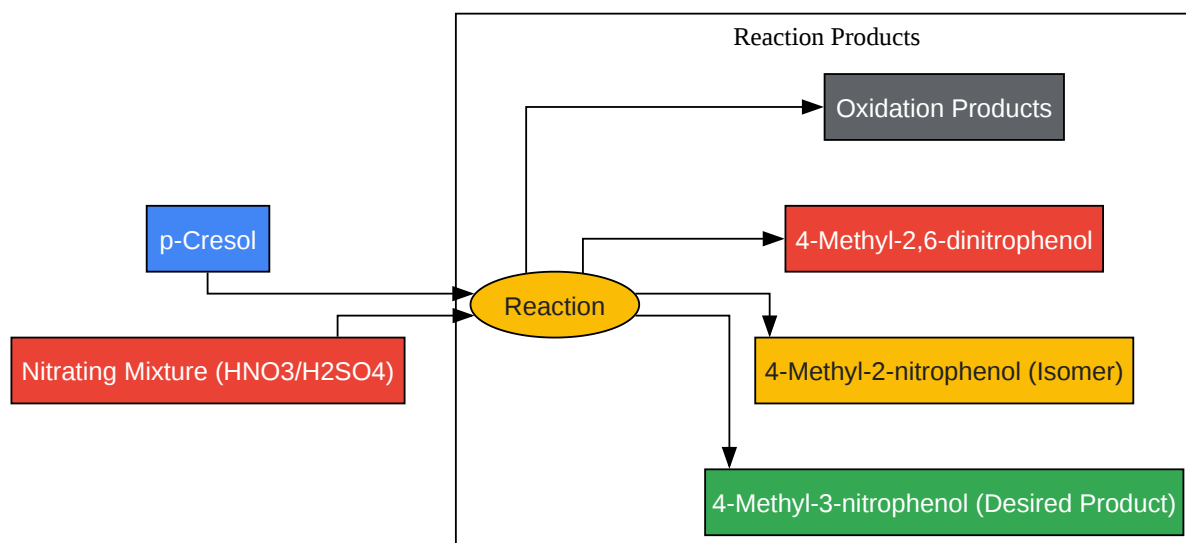 Reaction Products
Oxidation Products
p-Cresol
4-Methyl-2,6-dinitrophenol
Reaction
Nitrating Mixture (HNO3/H2SO4)
4-Methyl-2-nitrophenol (Isomer)
4-Methyl-3-nitrophenol (Desired Product)